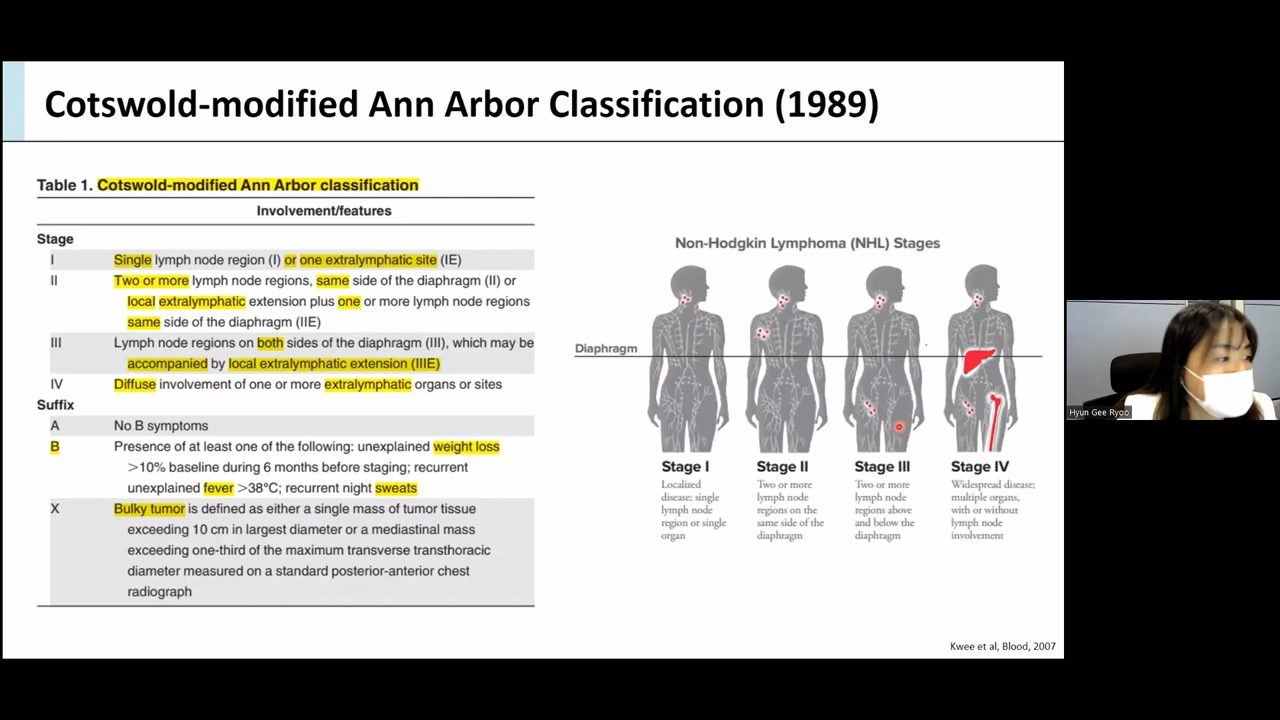 Cotswold-modified Ann Arbor Classification (1989)
Table 1. Cotswold-modified Ann Arbor classification
Involvement/features
Stage
I Single lymph node region (I) or one extralymphatic site (IE)
II Two or more lymph node regions, same side of the diaphragm (II) or
local extralymphatic extension plus one or more lymph node regions
same side of the diaphragm (IIE)
III Lymph node regions on both sides of the diaphragm (III), which may be
accompanied by local extralymphatic extension (IIIE)
IV Diffuse involvement of one or more extralymphatic organs or sites
Suffix
A No B symptoms
B Presence of at least one of the following: unexplained weight loss
>10% baseline during 6 months before staging; recurrent
unexplained fever >38°C; recurrent night sweats
X Bulky tumor is defined as either a single mass of tumor tissue
exceeding 10 cm in largest diameter or a mediastinal mass
exceeding one-third of the maximum transverse transthoracic
diameter measured on a standard posterior-anterior chest
radiograph
Non-Hodgkin Lymphoma (NHL) Stages
Diaphragm
Stage I
Localized
disease; single
lymph node
region or single
organ
Stage II
Two or more
lymph node
regions on the
same side of the
diaphragm
Stage III
Two or more
lymph node
regions above
and below the
diaphragm
Stage IV
Widespread disease;
multiple organs,
with or without
lymph node
involvement
Kwee et al, Blood, 2007
Hyun Gee Ryoo